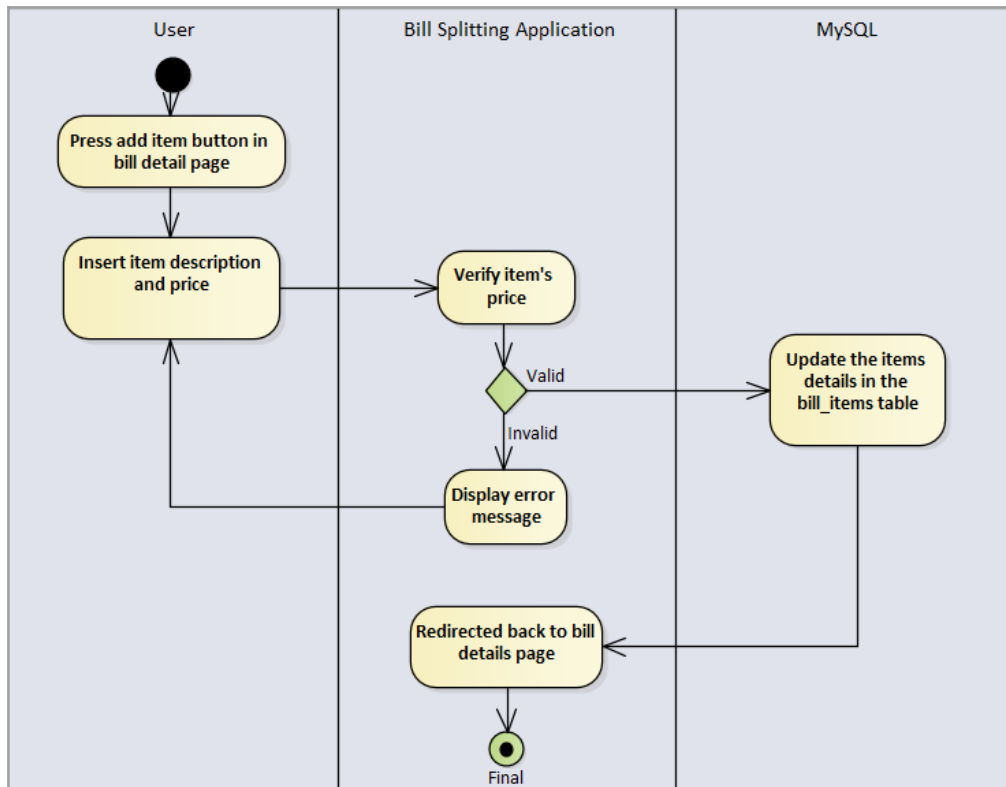 User
Bill Splitting Application
MySQL
Press add item button in
bill detail page
Insert item description
and price
Verify item's
price
Valid
Update the items
details in the
bill_items table
Invalid
Display error
message
Redirected back to bill
details page
Final